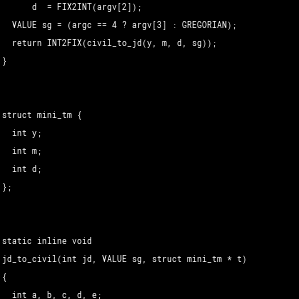 d  = FIX2INT(argv[2]);
VALUE sg = (argc == 4 ? argv[3] : GREGORIAN);
return INT2FIX(civil_to_jd(y, m, d, sg));
}
struct mini_tm {
int y;
int m;
int d;
};
static inline void
jd_to_civil(int jd, VALUE sg, struct mini_tm * t)
{
int a, b, c, d, e;